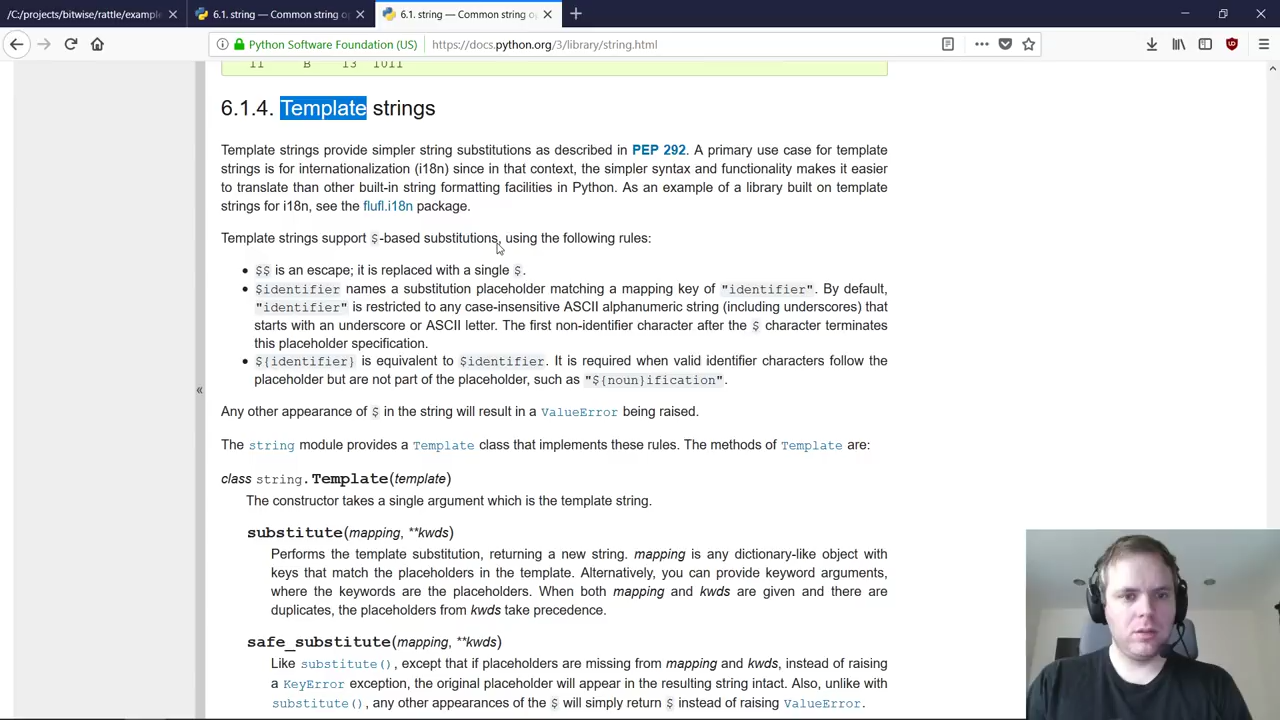 /C:/projects/bitwise/rattle/example
6.1. string — Common string op
6.1. string — Common string op
Python Software Foundation (US)
https://docs.python.org/3/library/string.html
11 B 13 1011
6.1.4. Template strings
Template strings provide simpler string substitutions as described in PEP 292. A primary use case for template
strings is for internationalization (i18n) since in that context, the simpler syntax and functionality makes it easier
to translate than other built-in string formatting facilities in Python. As an example of a library built on template
strings for i18n, see the flufl.i18n package.
Template strings support $-based substitutions, using the following rules:
• $$ is an escape; it is replaced with a single $.
• $identifier names a substitution placeholder matching a mapping key of "identifier". By default,
"identifier" is restricted to any case-insensitive ASCII alphanumeric string (including underscores) that
starts with an underscore or ASCII letter. The first non-identifier character after the $ character terminates
this placeholder specification.
• ${identifier} is equivalent to $identifier. It is required when valid identifier characters follow the
placeholder but are not part of the placeholder, such as "${noun}ification".
«
Any other appearance of $ in the string will result in a ValueError being raised.
The string module provides a Template class that implements these rules. The methods of Template are:
class string.Template(template)
The constructor takes a single argument which is the template string.
substitute(mapping, **kwds)
Performs the template substitution, returning a new string. mapping is any dictionary-like object with
keys that match the placeholders in the template. Alternatively, you can provide keyword arguments,
where the keywords are the placeholders. When both mapping and kwds are given and there are
duplicates, the placeholders from kwds take precedence.
safe_substitute(mapping, **kwds)
Like substitute(), except that if placeholders are missing from mapping and kwds, instead of raising
a KeyError exception, the original placeholder will appear in the resulting string intact. Also, unlike with
substitute(), any other appearances of the $ will simply return $ instead of raising ValueError.